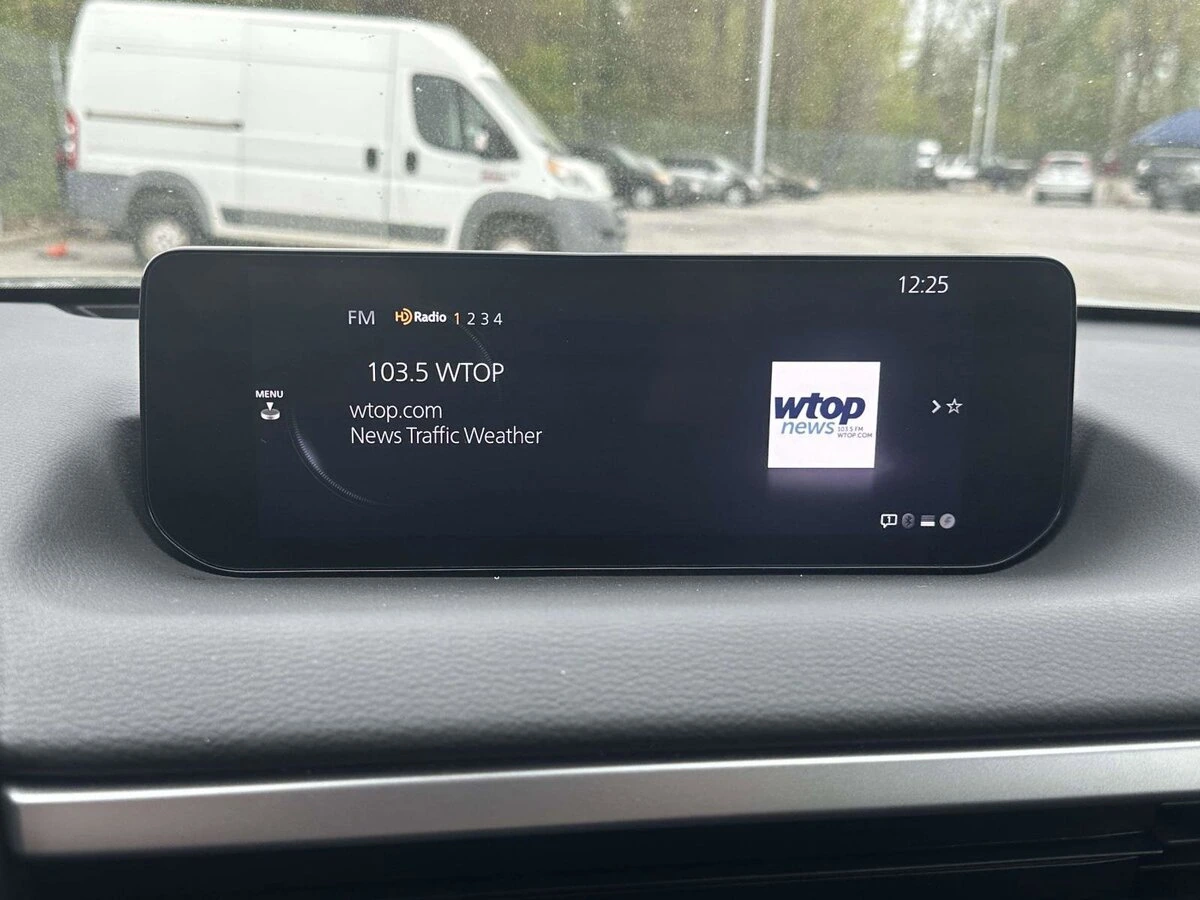 12:25
FM HD Radio 1 2 3 4
103.5 WTOP
MENU
wtop.com
News Traffic Weather
wtop
news 103.5 FM
WTOP.COM
1